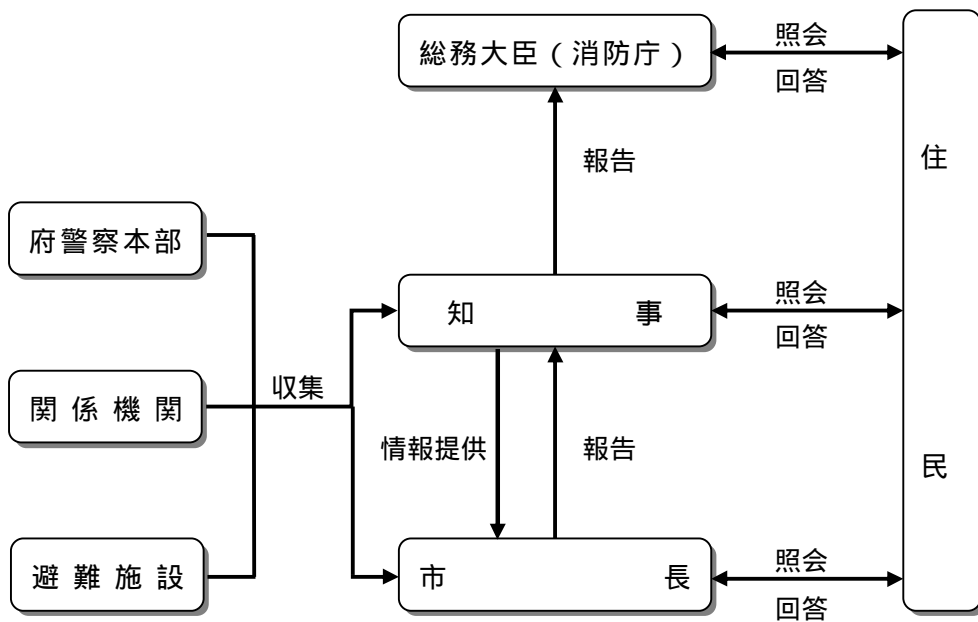 総務大臣（消防庁）
照会
回答
報告
住民
府警察本部
知事
照会
回答
関係機関
収集
情報提供
報告
避難施設
市長
照会
回答